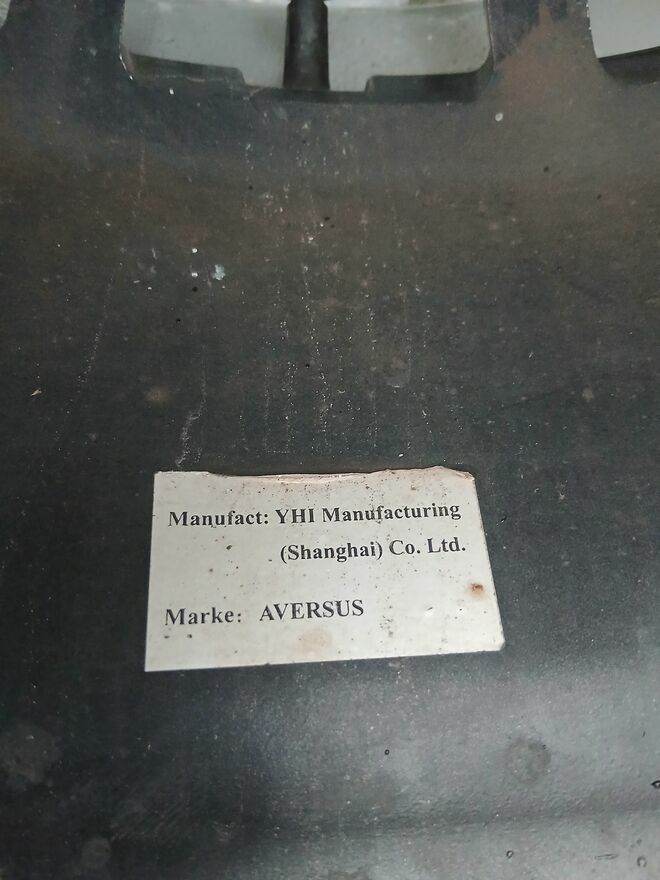 Manufact: YHI Manufacturing
(Shanghai) Co. Ltd.
Marke: AVERSUS